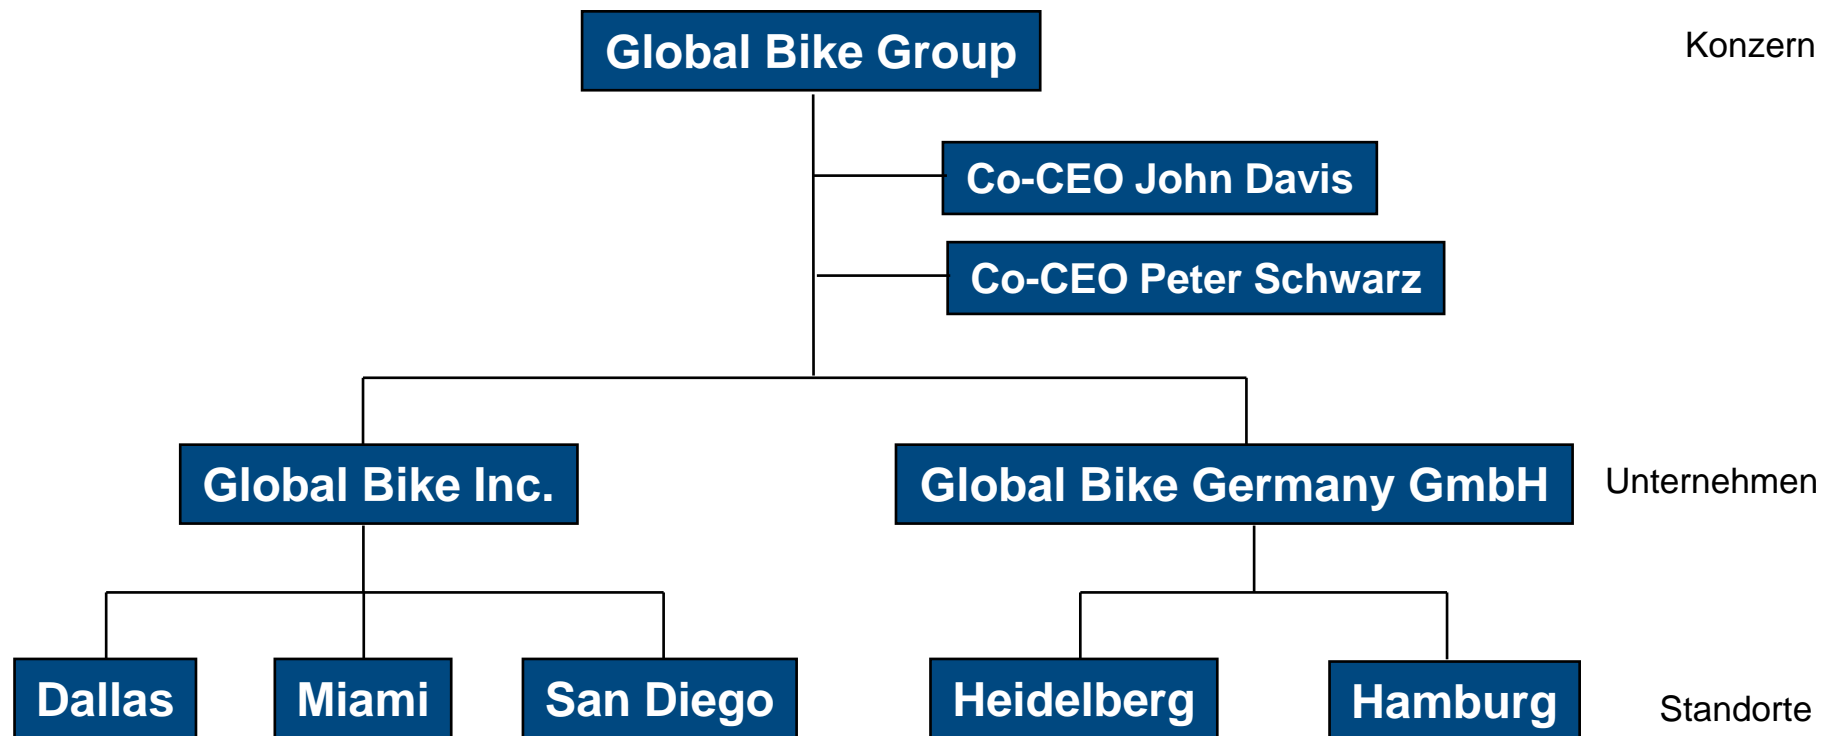 Global Bike Group
Konzern
Co-CEO John Davis
Co-CEO Peter Schwarz
Global Bike Inc.
Global Bike Germany GmbH
Unternehmen
Dallas
Miami
San Diego
Heidelberg
Hamburg
Standorte